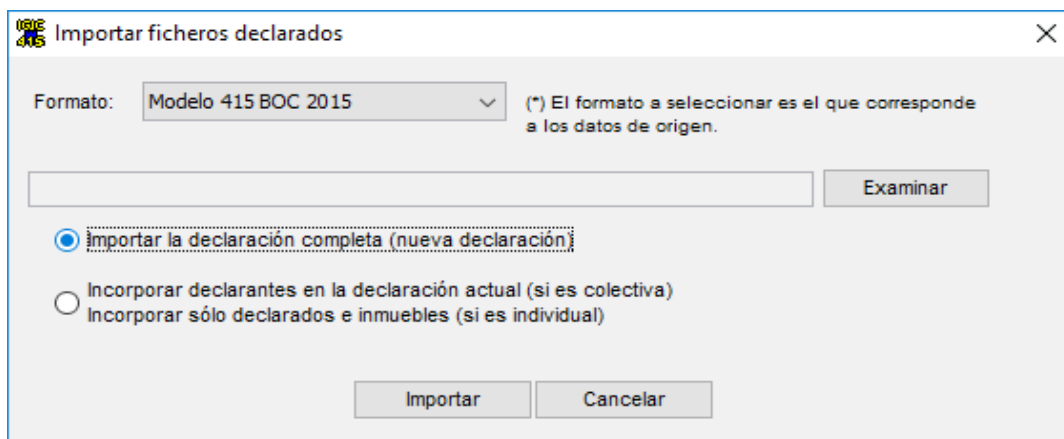 IGIC
415
Importar ficheros declarados
Formato:
Modelo 415 BOC 2015
(*) El formato a seleccionar es el que corresponde
a los datos de origen.
Examinar
Importar la declaración completa (nueva declaración)
Incorporar declarantes en la declaración actual (si es colectiva)
Incorporar sólo declarados e inmuebles (si es individual)
Importar
Cancelar